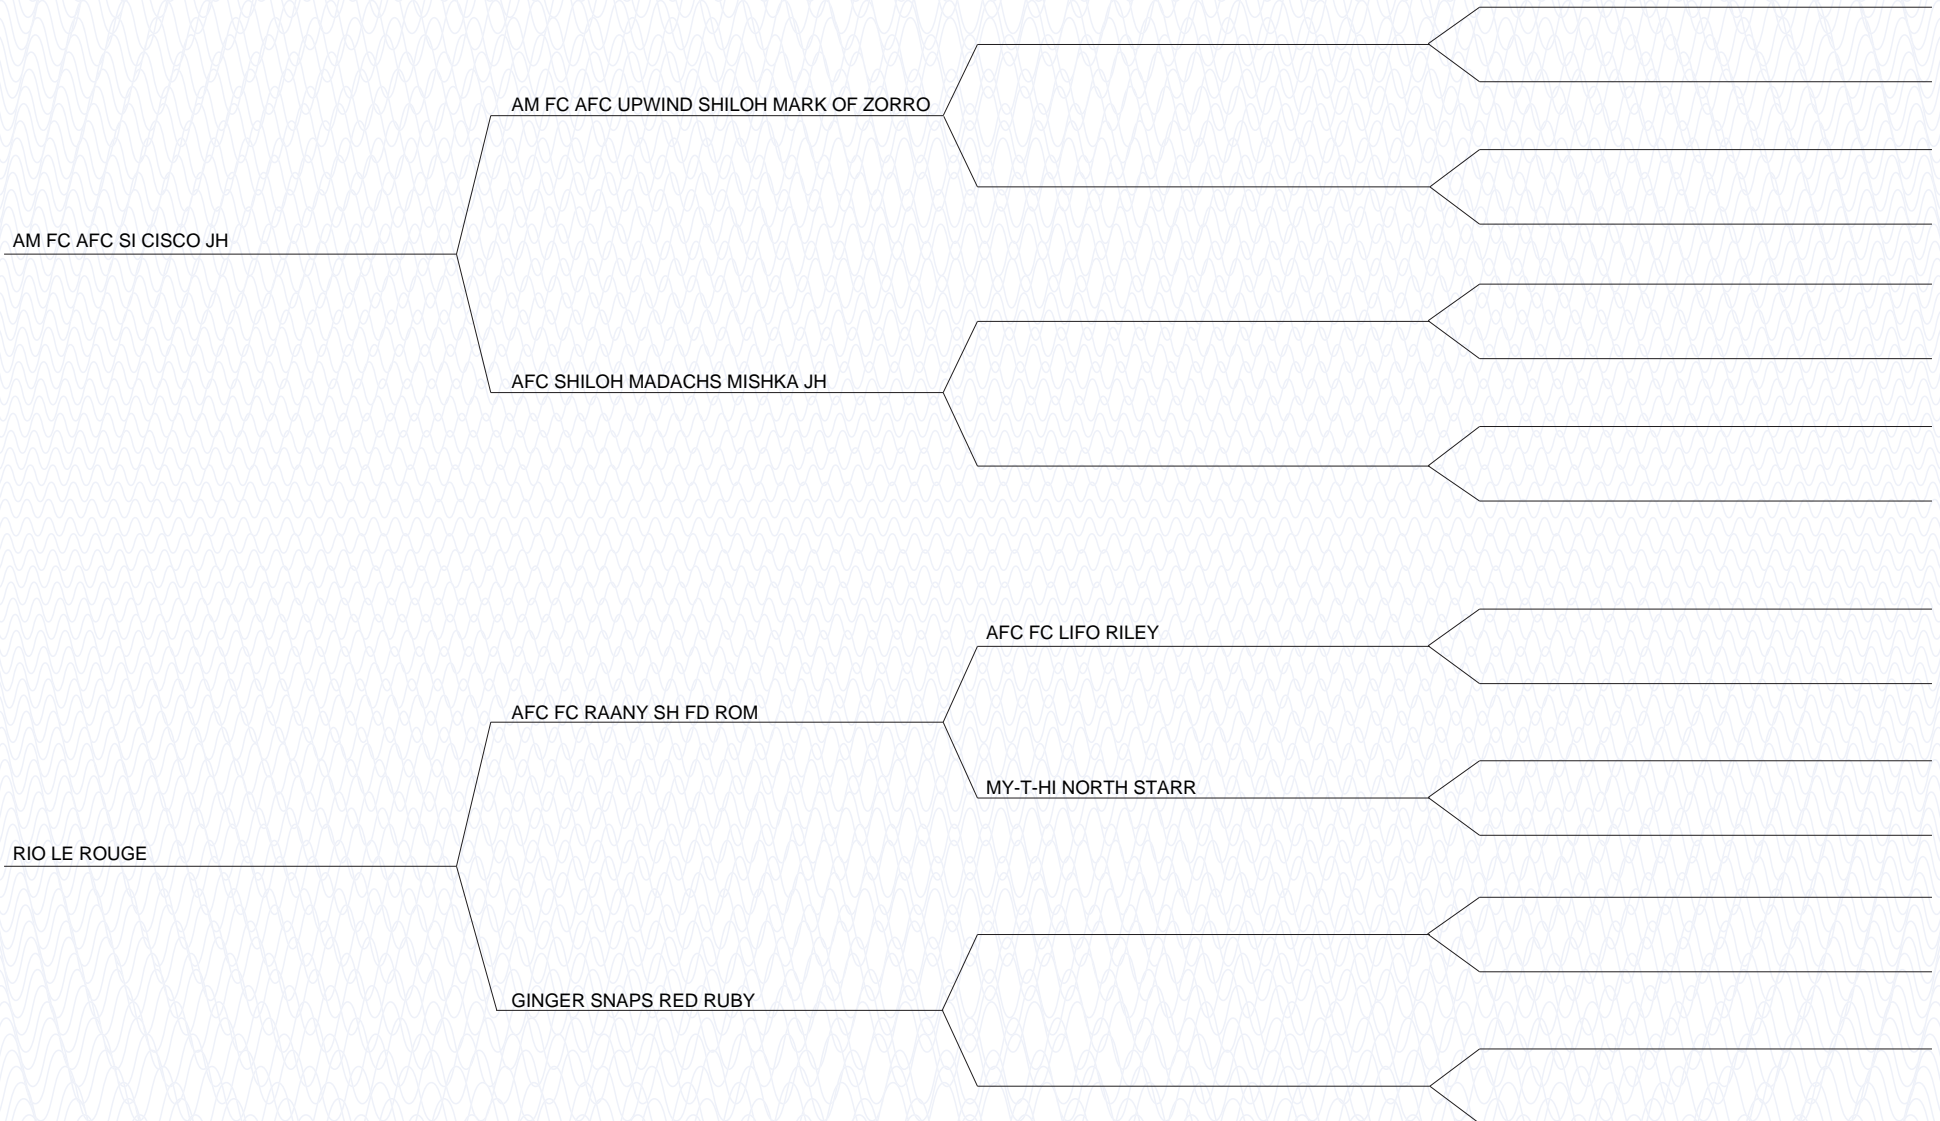 AM FC AFC UPWIND SHILOH MARK OF ZORRO
AM FC AFC SI CISCO JH
AFC SHILOH MADACHS MISHKA JH
AFC FC LIFO RILEY
AFC FC RAANY SH FD ROM
MY-T-HI NORTH STARR
RIO LE ROUGE
GINGER SNAPS RED RUBY